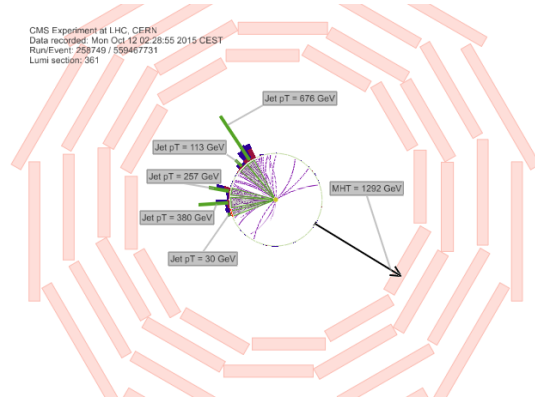 CMS Experiment at LHC, CERN
Data recorded: Mon Oct 12 02:28:55 2015 CEST
Run/Event: 258749 / 559467731
Lumi section: 361
Jet pT = 676 GeV
Jet pT = 113 GeV
Jet pT = 257 GeV
MHT = 1292 GeV
Jet pT = 380 GeV
Jet pT = 30 GeV